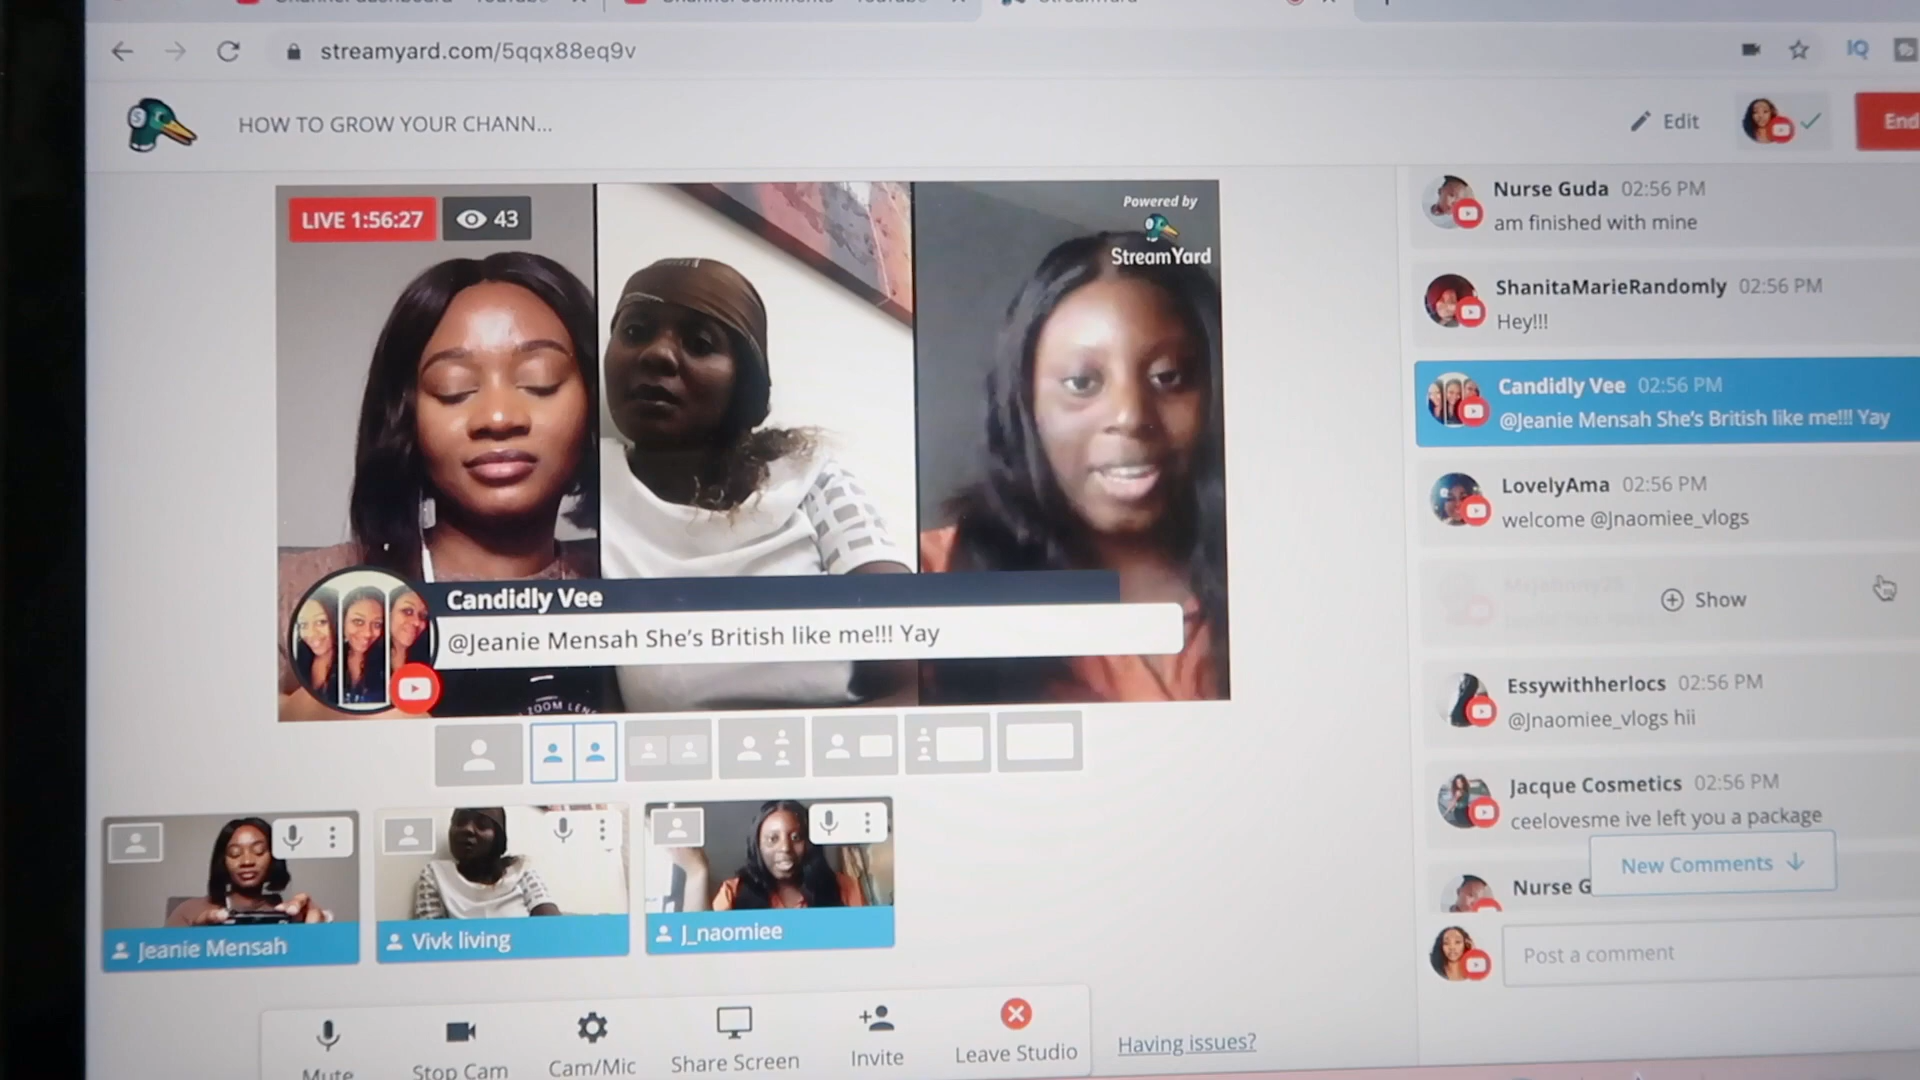 streamyard.com/5qqx88eq9v
HOW TO GROW YOUR CHANN...
Edit
End
LIVE 1:56:27
43
Powered by
StreamYard
Candidly Vee
@Jeanie Mensah She's British like me!!! Yay
ZOOM LENS
Jeanie Mensah
Vivk living
J_naomiee
Mute
Stop Cam
Cam/Mic
Share Screen
Invite
Leave Studio
Having issues?
Nurse Guda 02:56 PM
am finished with mine
ShanitaMarieRandomly 02:56 PM
Hey!!!
Candidly Vee 02:56 PM
@Jeanie Mensah She's British like me!!! Yay
LovelyAma 02:56 PM
welcome @Jnaomiee_vlogs
Show
Essywithherlocs 02:56 PM
@Jnaomiee_vlogs hii
Jacque Cosmetics 02:56 PM
ceelovesme ive left you a package
New Comments
Nurse G
Post a comment
IQ